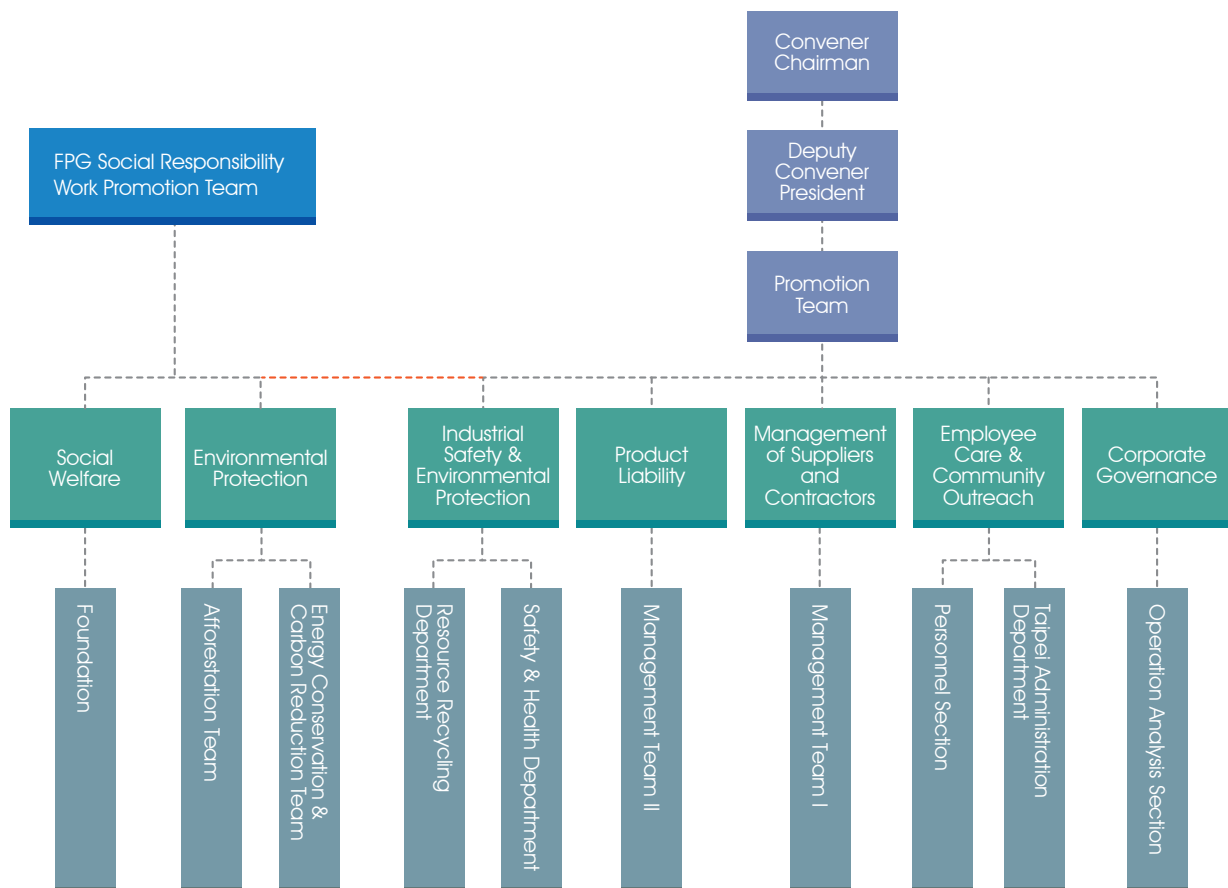 Convener
Chairman
FPG Social Responsibility
Work Promotion Team
Deputy
Convener
President
Promotion
Team
Social
Welfare
Environmental
Protection
Industrial
Safety &
Environmental
Protection
Product
Liability
Management
of Suppliers
and
Contractors
Employee
Care &
Community
Outreach
Corporate
Governance
Foundation
Afforestation Team
Energy Conservation &
Carbon Reduction Team
Resource Recycling
Department
Safety & Health Department
Management Team II
Management Team I
Personnel Section
Taipei Administration
Department
Operation Analysis Section